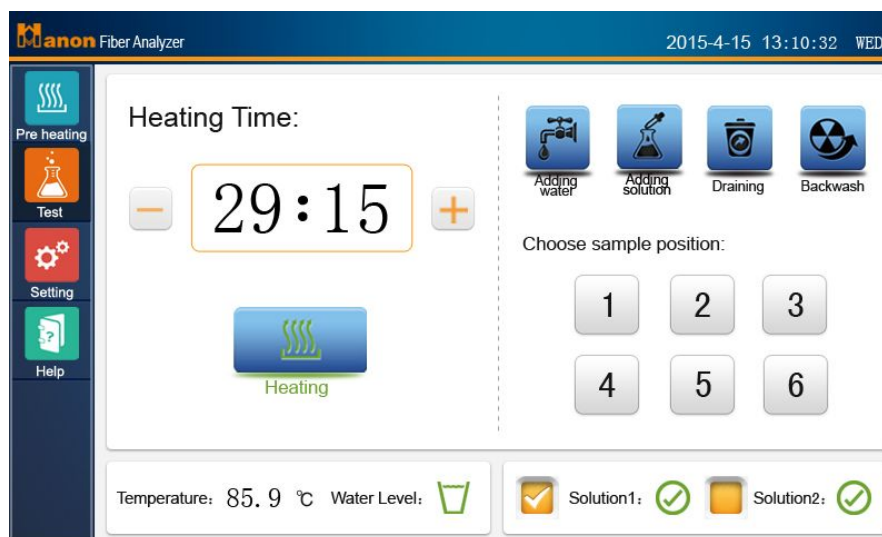 Hanon Fiber Analyzer
2015-4-15 13:10:32 WED
Pre heating
Test
Setting
Help
Heating Time:
−
29:15
+
Heating
Adding water
Adding solution
Draining
Backwash
Choose sample position:
1 2 3
4 5 6
Temperature: 85.9 ℃ Water Level:
Solution1: Solution2: